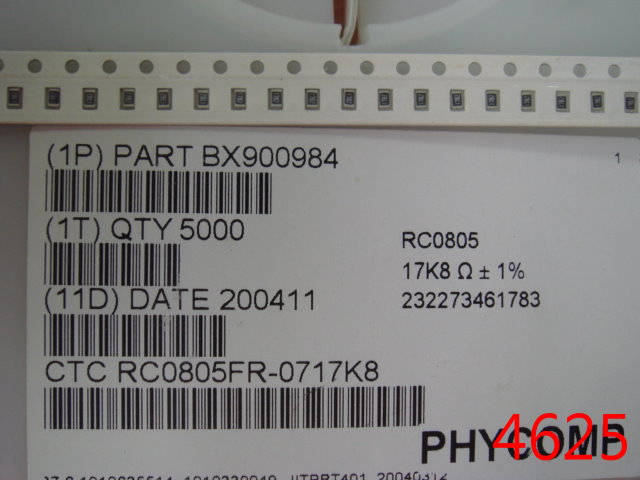 (1P) PART BX900984
1
(1T) QTY 5000
RC0805
17K8 Ω ± 1%
(11D) DATE 200411
232273461783
CTC RC0805FR-0717K8
PHYCOMP
4625